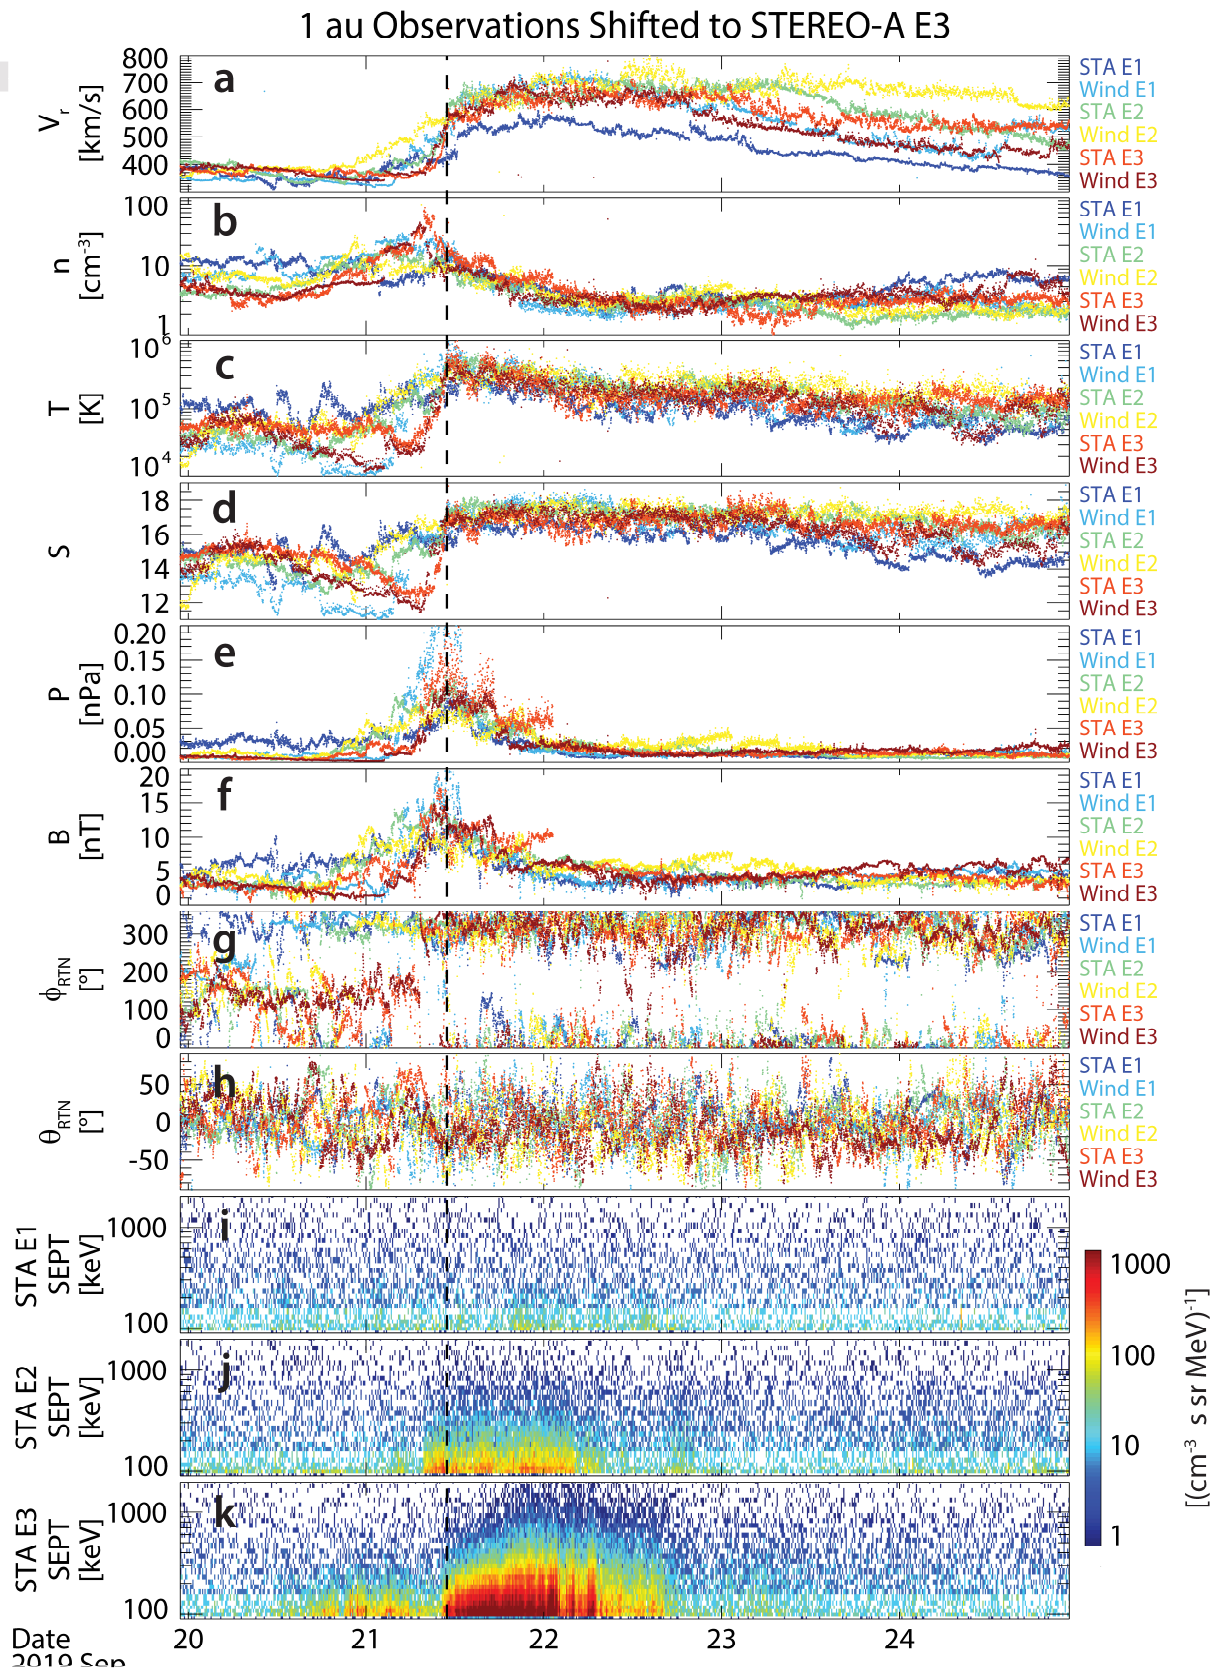 1 au Observations Shifted to STEREO-A E3
a
V_r
[km/s]
800
700
600
500
400
STA E1
Wind E1
STA E2
Wind E2
STA E3
Wind E3
b
n
[cm⁻³]
100
10
1
STA E1
Wind E1
STA E2
Wind E2
STA E3
Wind E3
c
T
[K]
10⁶
10⁵
10⁴
STA E1
Wind E1
STA E2
Wind E2
STA E3
Wind E3
d
S
18
16
14
12
STA E1
Wind E1
STA E2
Wind E2
STA E3
Wind E3
e
P
[nPa]
0.20
0.15
0.10
0.05
0.00
STA E1
Wind E1
STA E2
Wind E2
STA E3
Wind E3
f
B
[nT]
20
15
10
5
0
STA E1
Wind E1
STA E2
Wind E2
STA E3
Wind E3
g
ϕ_RTN
[°]
300
200
100
0
STA E1
Wind E1
STA E2
Wind E2
STA E3
Wind E3
h
θ_RTN
[°]
50
0
-50
STA E1
Wind E1
STA E2
Wind E2
STA E3
Wind E3
i
STA E1
SEPT
[keV]
1000
100
j
STA E2
SEPT
[keV]
1000
100
k
STA E3
SEPT
[keV]
1000
100
1000
100
10
1
[(cm⁻³ s sr MeV)⁻¹]
20 21 22 23 24
Date
2019 Sep